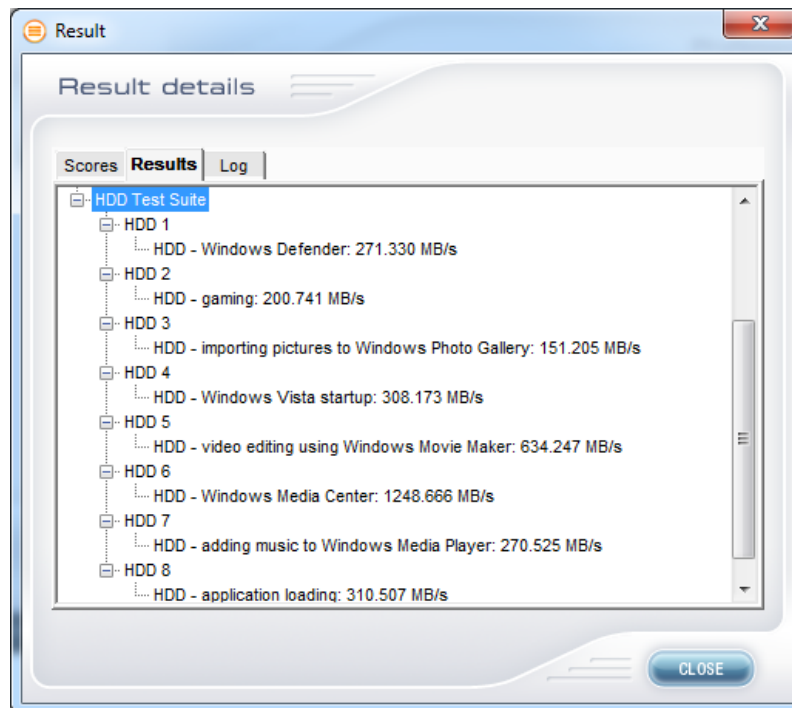 Result
Result details
Scores Results Log
HDD Test Suite
HDD 1
HDD - Windows Defender: 271.330 MB/s
HDD 2
HDD - gaming: 200.741 MB/s
HDD 3
HDD - importing pictures to Windows Photo Gallery: 151.205 MB/s
HDD 4
HDD - Windows Vista startup: 308.173 MB/s
HDD 5
HDD - video editing using Windows Movie Maker: 634.247 MB/s
HDD 6
HDD - Windows Media Center: 1248.666 MB/s
HDD 7
HDD - adding music to Windows Media Player: 270.525 MB/s
HDD 8
HDD - application loading: 310.507 MB/s
CLOSE